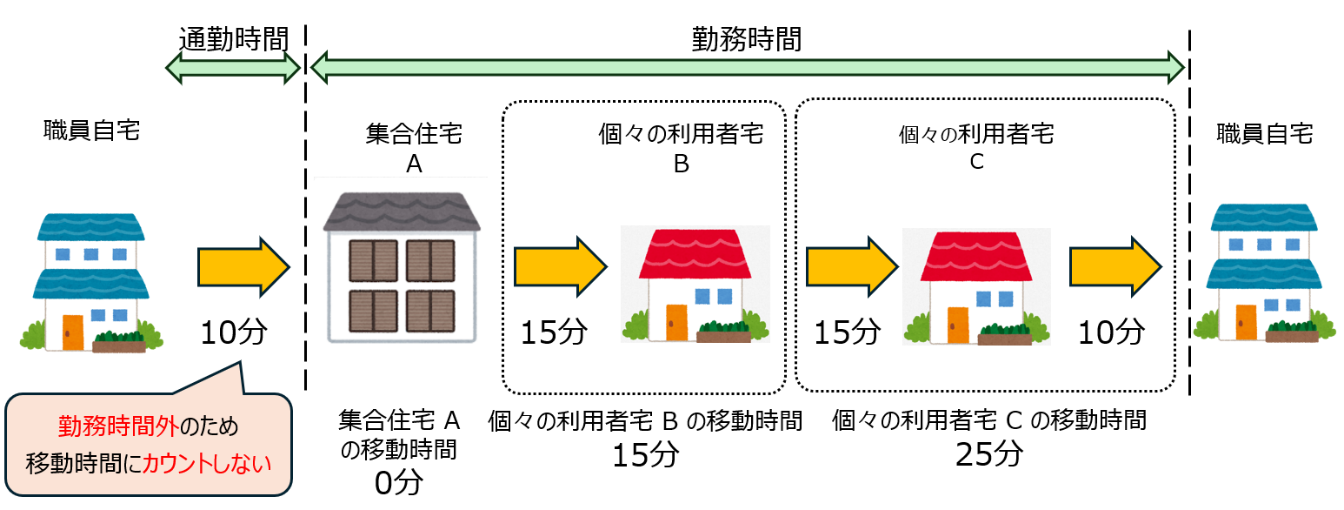 通勤時間
勤務時間
職員自宅
集合住宅
A
個々の利用者宅
B
個々の利用者宅
C
職員自宅
10分
15分
15分
10分
勤務時間外のため
移動時間にカウントしない
集合住宅 A
の移動時間
0分
個々の利用者宅 B の移動時間
15分
個々の利用者宅 C の移動時間
25分